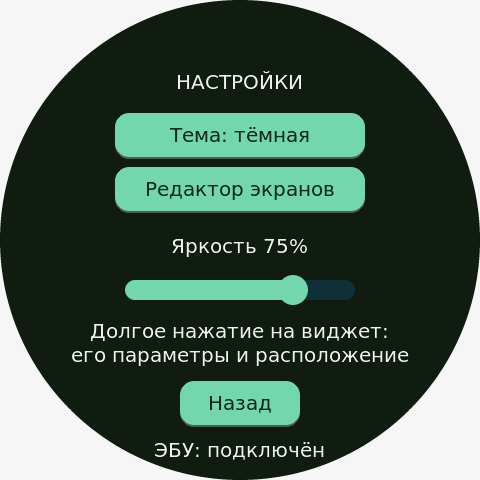 НАСТРОЙКИ
Тема: тёмная
Редактор экранов
Яркость 75%
Долгое нажатие на виджет:
его параметры и расположение
Назад
ЭБУ: подключён